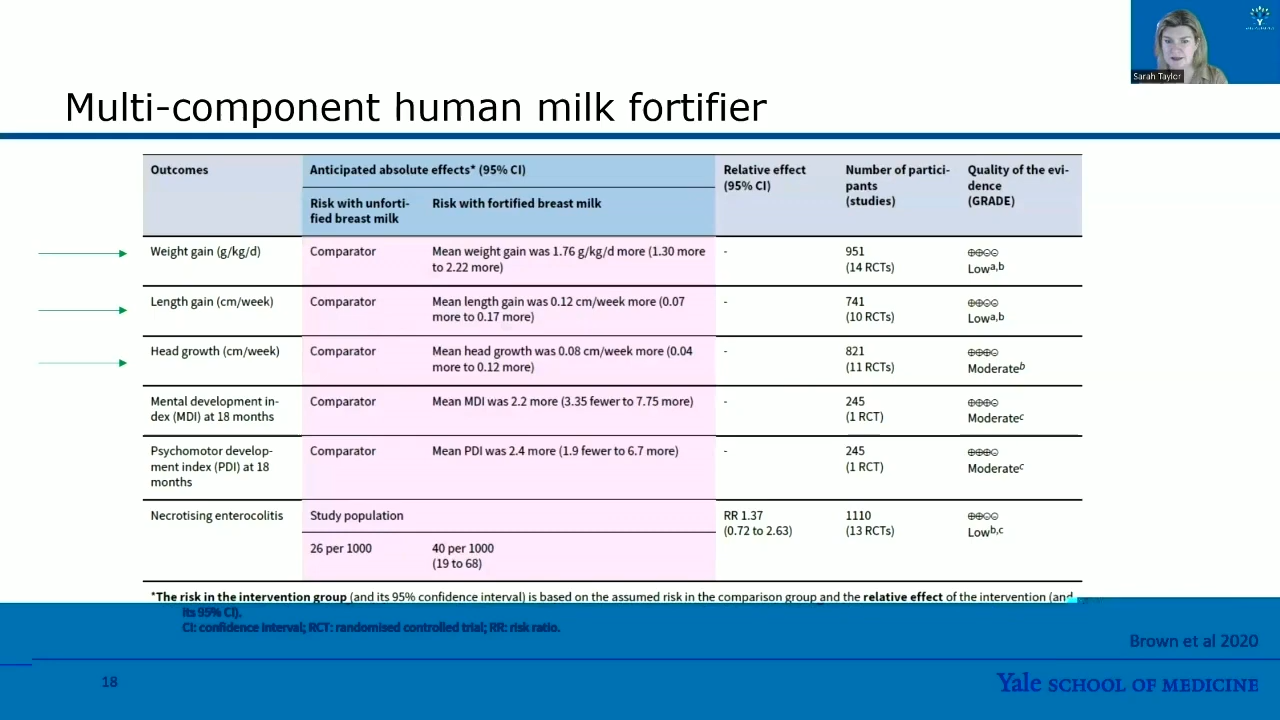 Sarah Taylor
Multi-component human milk fortifier
Outcomes
Anticipated absolute effects* (95% CI)
Relative effect
(95% CI)
Number of partici-
pants
(studies)
Quality of the evi-
dence
(GRADE)
Risk with unforti-
fied breast milk
Risk with fortified breast milk
Weight gain (g/kg/d)
Comparator
Mean weight gain was 1.76 g/kg/d more (1.30 more
to 2.22 more)
-
951
(14 RCTs)
⊕⊕⊝⊝
Lowa,b
Length gain (cm/week)
Comparator
Mean length gain was 0.12 cm/week more (0.07
more to 0.17 more)
-
741
(10 RCTs)
⊕⊕⊝⊝
Lowa,b
Head growth (cm/week)
Comparator
Mean head growth was 0.08 cm/week more (0.04
more to 0.12 more)
-
821
(11 RCTs)
⊕⊕⊕⊝
Moderateb
Mental development in-
dex (MDI) at 18 months
Comparator
Mean MDI was 2.2 more (3.35 fewer to 7.75 more)
-
245
(1 RCT)
⊕⊕⊕⊝
Moderatec
Psychomotor develop-
ment index (PDI) at 18
months
Comparator
Mean PDI was 2.4 more (1.9 fewer to 6.7 more)
-
245
(1 RCT)
⊕⊕⊕⊝
Moderatec
Necrotising enterocolitis
Study population
RR 1.37
(0.72 to 2.63)
1110
(13 RCTs)
⊕⊕⊝⊝
Lowb,c
26 per 1000
40 per 1000
(19 to 68)
*The risk in the intervention group (and its 95% confidence interval) is based on the assumed risk in the comparison group and the relative effect of the intervention (and
its 95% CI).
CI: confidence interval; RCT: randomised controlled trial; RR: risk ratio.
Brown et al 2020
18
Yale SCHOOL OF MEDICINE